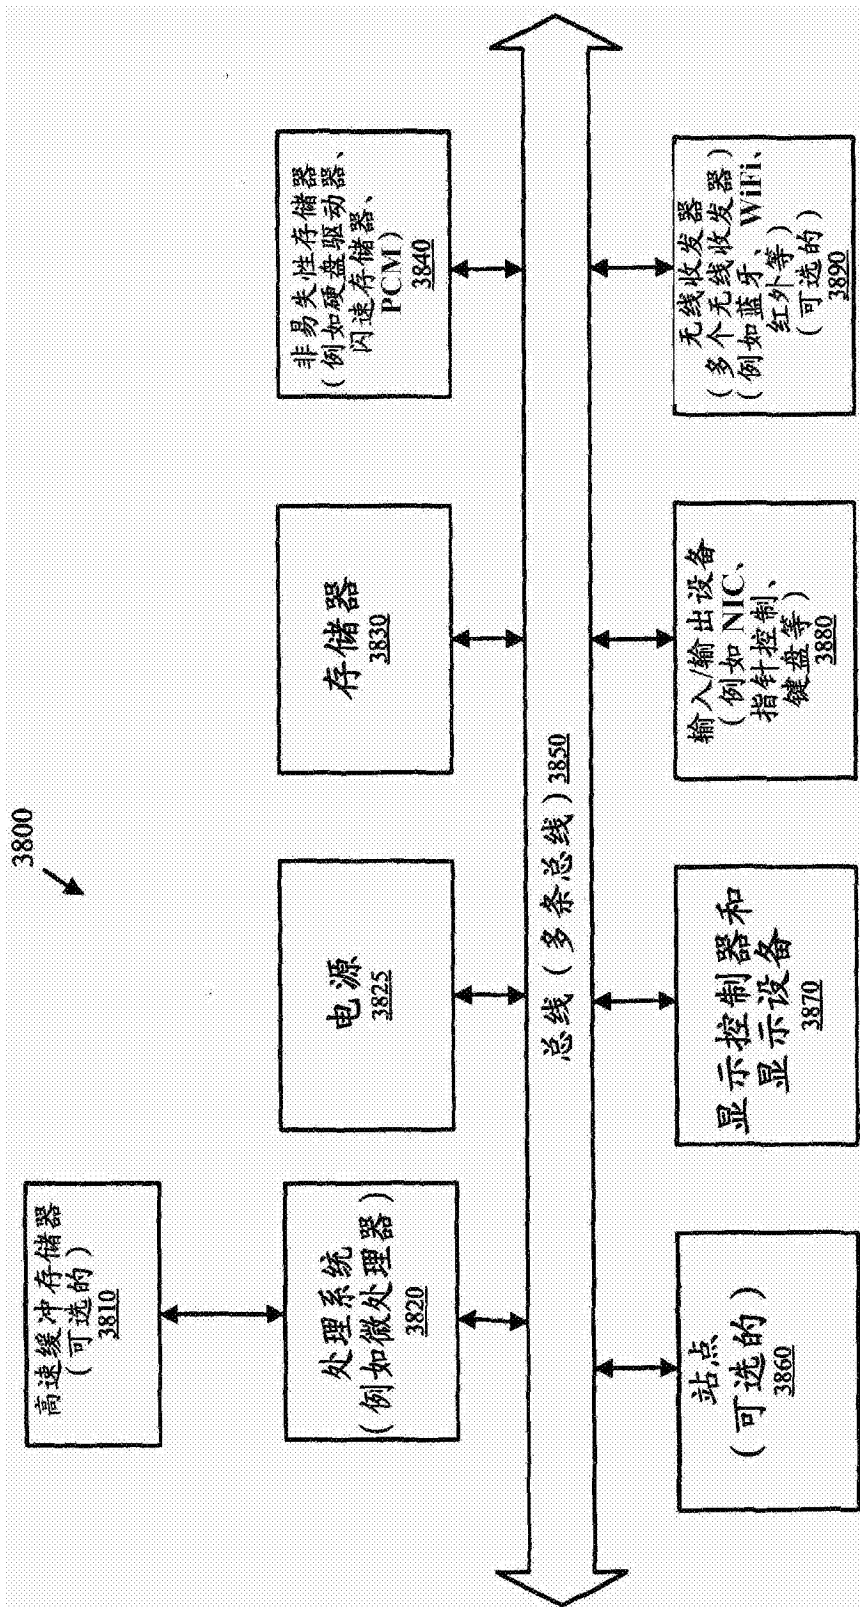 3800
高速缓冲存储器
(可选的)
3810
处理系统
(例如微处理器)
3820
电源
3825
存储器
3830
非易失性存储器
(例如硬盘驱动器、
闪速存储器、
PCM)
3840
总线(多条总线)3850
站点
(可选的)
3860
显示控制器和
显示设备
3870
输入/输出设备
(例如 NIC、
指针控制、
键盘等)
3880
无线收发器
(多个无线收发器)
(例如蓝牙、WiFi、
红外等)
(可选的)
3890